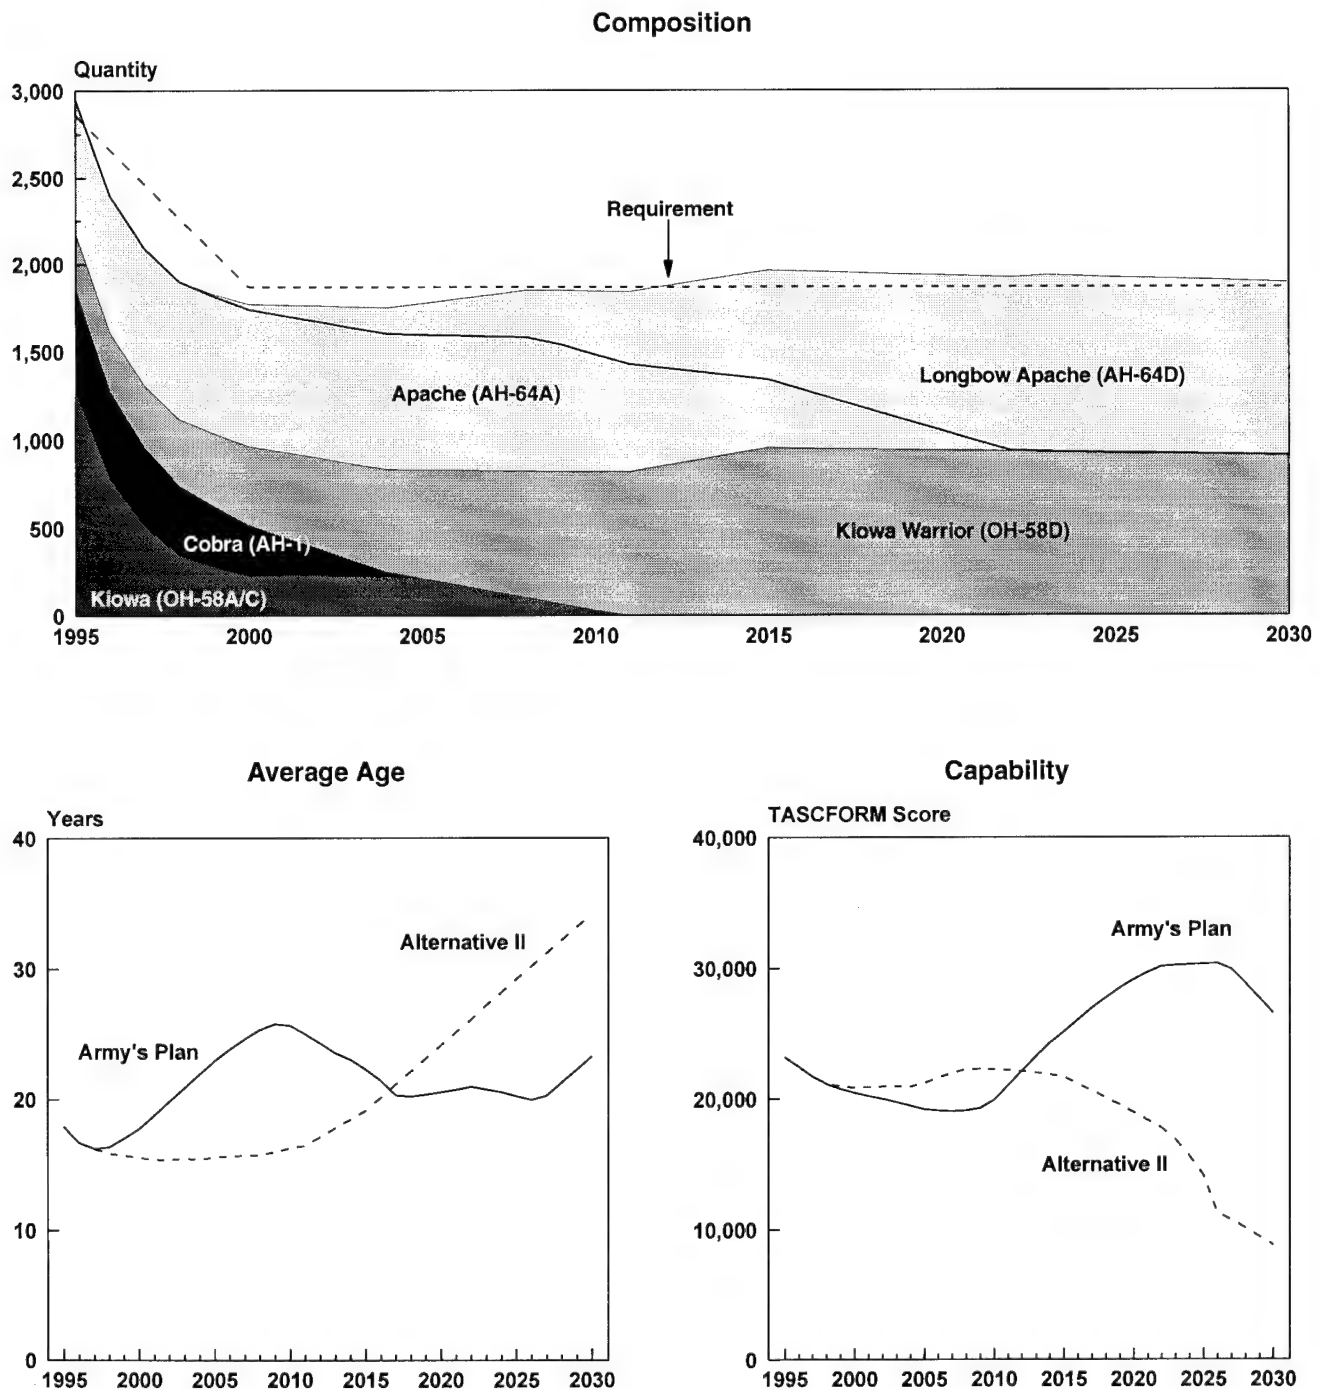 Composition
Quantity
3,000
2,500
2,000
1,500
1,000
500
0
Requirement
Apache (AH-64A)
Longbow Apache (AH-64D)
Kiowa Warrior (OH-58D)
Cobra (AH-1)
Kiowa (OH-58A/C)
1995 2000 2005 2010 2015 2020 2025 2030
Average Age
Years
40
30
20
10
0
Alternative II
Army's Plan
1995 2000 2005 2010 2015 2020 2025 2030
Capability
TASCFORM Score
40,000
30,000
20,000
10,000
0
Army's Plan
Alternative II
1995 2000 2005 2010 2015 2020 2025 2030